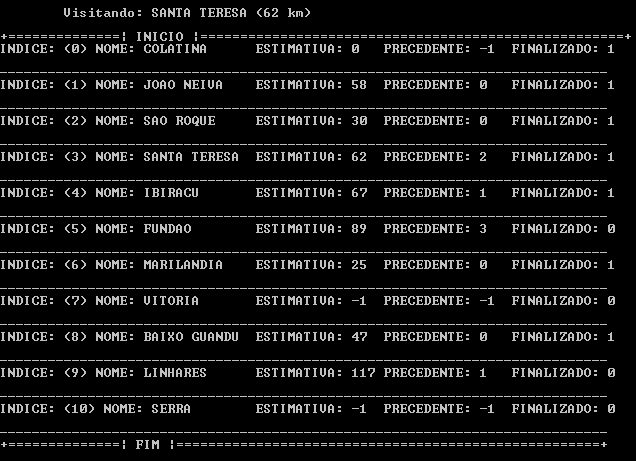 Visitando: SANTA TERESA (62 km)
+==============¦ INICIO ¦=====================================================+
INDICE: (0) NOME: COLATINA ESTIMATIVA: 0 PRECEDENTE: -1 FINALIZADO: 1
INDICE: (1) NOME: JOAO NEIVA ESTIMATIVA: 58 PRECEDENTE: 0 FINALIZADO: 1
INDICE: (2) NOME: SAO ROQUE ESTIMATIVA: 30 PRECEDENTE: 0 FINALIZADO: 1
INDICE: (3) NOME: SANTA TERESA ESTIMATIVA: 62 PRECEDENTE: 2 FINALIZADO: 1
INDICE: (4) NOME: IBIRACU ESTIMATIVA: 67 PRECEDENTE: 1 FINALIZADO: 1
INDICE: (5) NOME: FUNDAO ESTIMATIVA: 89 PRECEDENTE: 3 FINALIZADO: 0
INDICE: (6) NOME: MARILANDIA ESTIMATIVA: 25 PRECEDENTE: 0 FINALIZADO: 1
INDICE: (7) NOME: VITORIA ESTIMATIVA: -1 PRECEDENTE: -1 FINALIZADO: 0
INDICE: (8) NOME: BAIXO GUANDU ESTIMATIVA: 47 PRECEDENTE: 0 FINALIZADO: 1
INDICE: (9) NOME: LINHARES ESTIMATIVA: 117 PRECEDENTE: 1 FINALIZADO: 0
INDICE: (10) NOME: SERRA ESTIMATIVA: -1 PRECEDENTE: -1 FINALIZADO: 0
+==============¦ FIM ¦=====================================================+